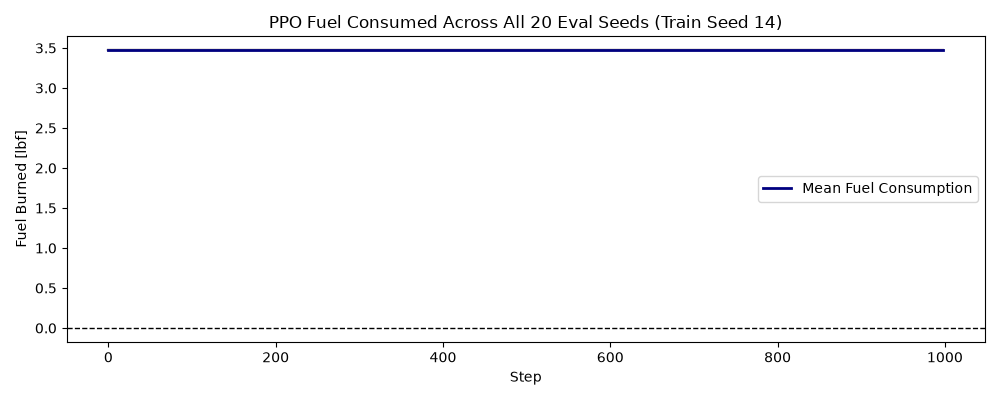 PPO Fuel Consumed Across All 20 Eval Seeds (Train Seed 14)
Fuel Burned [lbf]
3.5
3.0
2.5
2.0
1.5
1.0
0.5
0.0
Mean Fuel Consumption
0 200 400 600 800 1000
Step